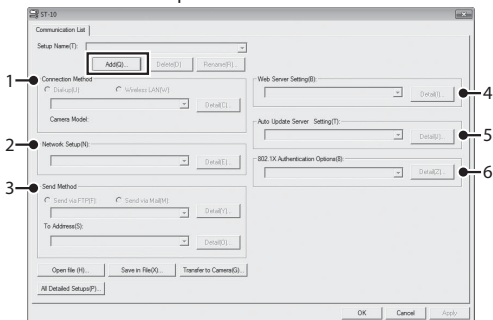 ST-10
Communication List
Setup Name(T):
Add(Q)...
Delete(D)
Rename(R)...
1
Connection Method
Dial-up(U)
Wireless LAN(W)
Detail(C)...
Camera Model:
2
Network Setup(N):
Detail(E)...
3
Send Method
Send via FTP(F)
Send via Mail(M)
Detail(Y)...
To Address(S):
Detail(O)...
Open file (H)...
Save in File(X)...
Transfer to Camera(G)...
All Detailed Setups(P)...
Web Server Setting(B):
Detail(I)...
4
Auto Update Server Setting(T):
Detail(J)...
5
802.1X Authentication Options(8):
Detail(Z)...
6
OK
Cancel
Apply